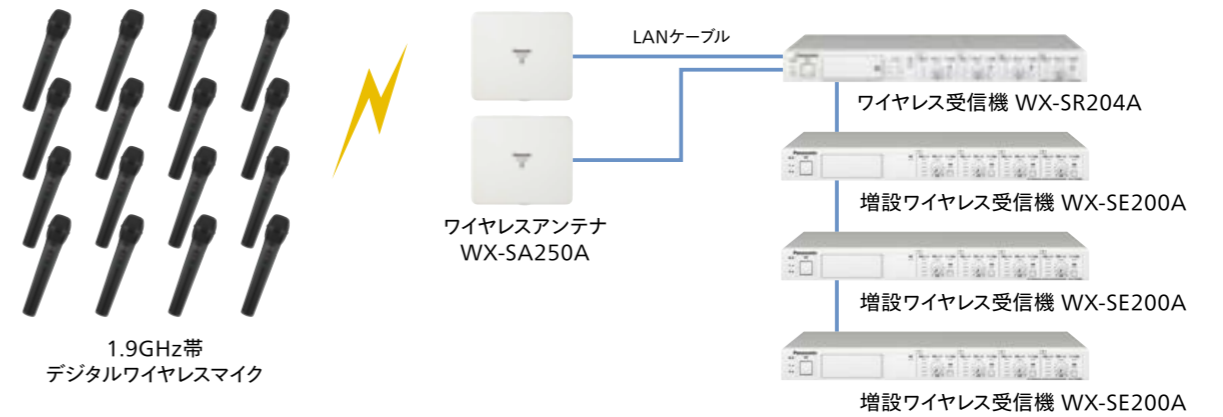 LANケーブル
ワイヤレス受信機 WX-SR204A
Panasonic
増設ワイヤレス受信機 WX-SE200A
ワイヤレスアンテナ
WX-SA250A
Panasonic
増設ワイヤレス受信機 WX-SE200A
1.9GHz帯
デジタルワイヤレスマイク
Panasonic
増設ワイヤレス受信機 WX-SE200A